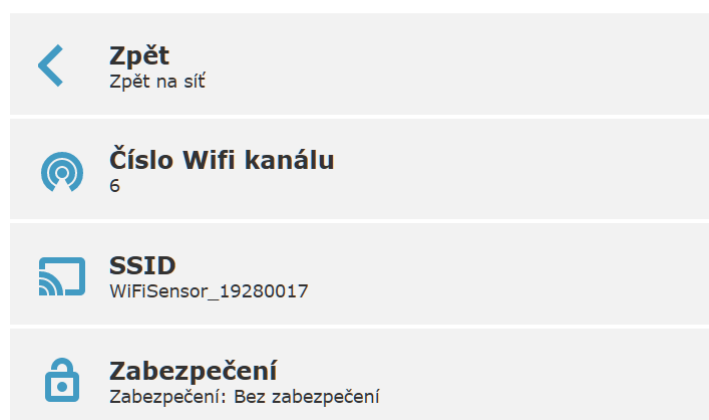 Zpět
Zpět na síť
Číslo Wifi kanálu
6
SSID
WiFiSensor_19280017
Zabezpečení
Zabezpečení: Bez zabezpečení